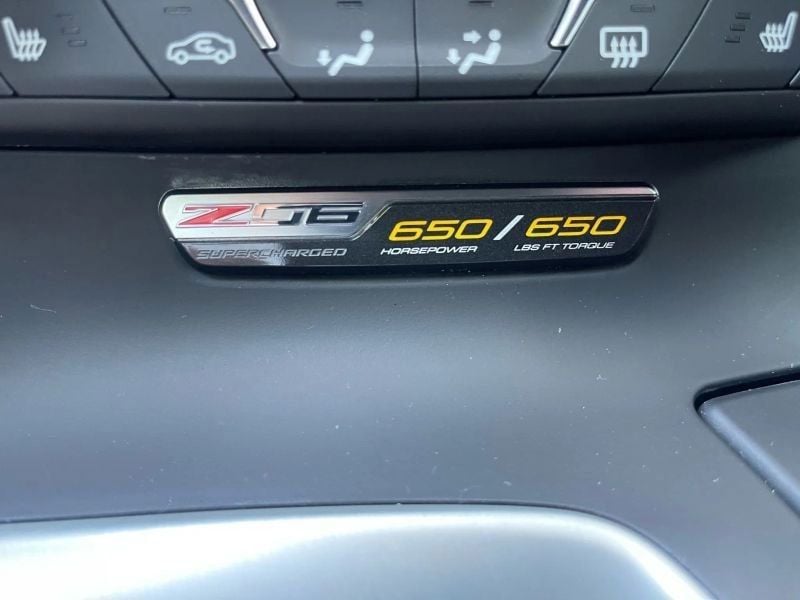 Z06 650 / 650
SUPERCHARGED HORSEPOWER LBS FT TORQUE